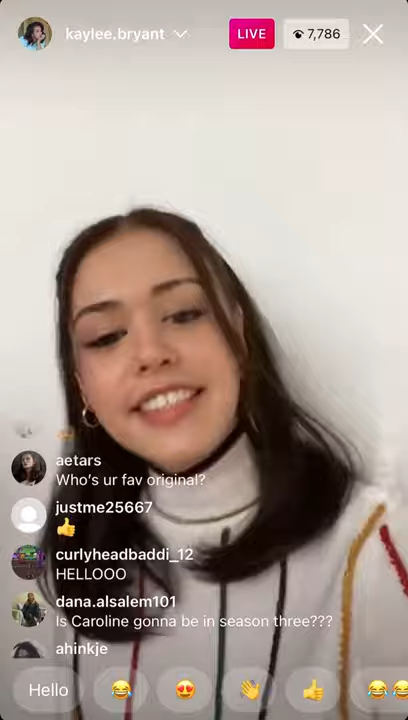 kaylee.bryant
LIVE
7,786
aetars
Who's ur fav original?
justme25667
curlyheadbaddi_12
HELLOOO
dana.alsalem101
Is Caroline gonna be in season three???
ahinkje
Hello